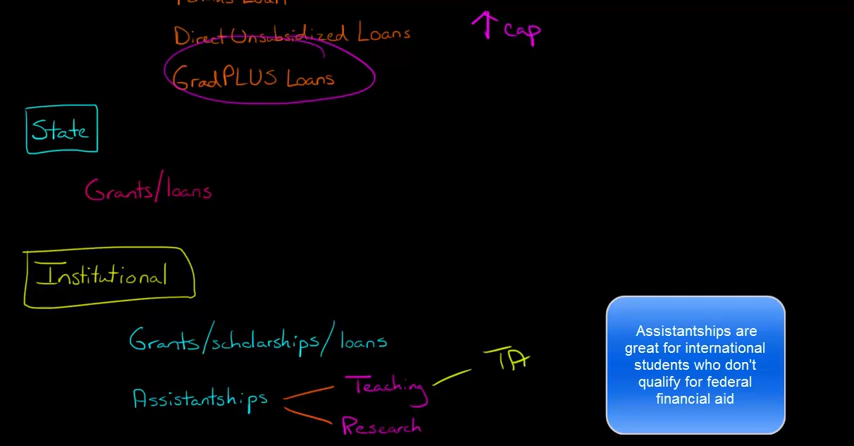 Loan
Direct Unsubsidized Loans
↑ cap
GradPLUS Loans
State
Grants/loans
Institutional
Grants/scholarships/loans
Assistantships
Teaching
TA
Research
Assistantships are
great for international
students who don't
qualify for federal
financial aid